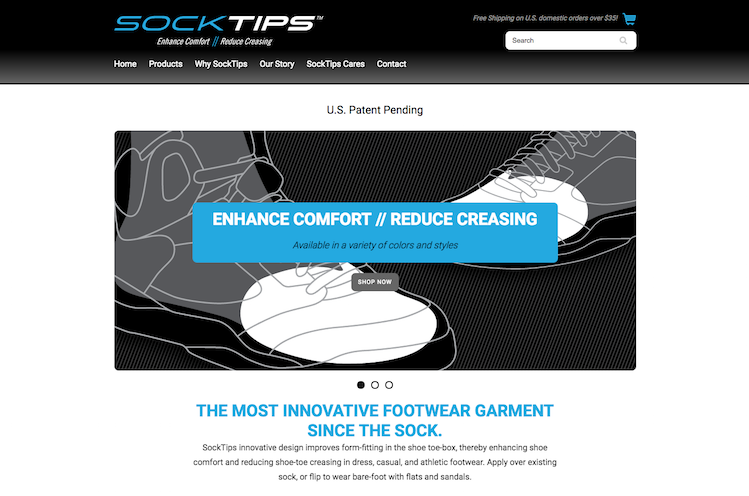 SOCKTIPS™
Enhance Comfort // Reduce Creasing
Free Shipping on U.S. domestic orders over $35!
Search
Home Products Why SockTips Our Story SockTips Cares Contact
U.S. Patent Pending
ENHANCE COMFORT // REDUCE CREASING
Available in a variety of colors and styles
SHOP NOW
THE MOST INNOVATIVE FOOTWEAR GARMENT
SINCE THE SOCK.
SockTips innovative design improves form-fitting in the shoe toe-box, thereby enhancing shoe
comfort and reducing shoe-toe creasing in dress, casual, and athletic footwear. Apply over existing
sock, or flip to wear bare-foot with flats and sandals.